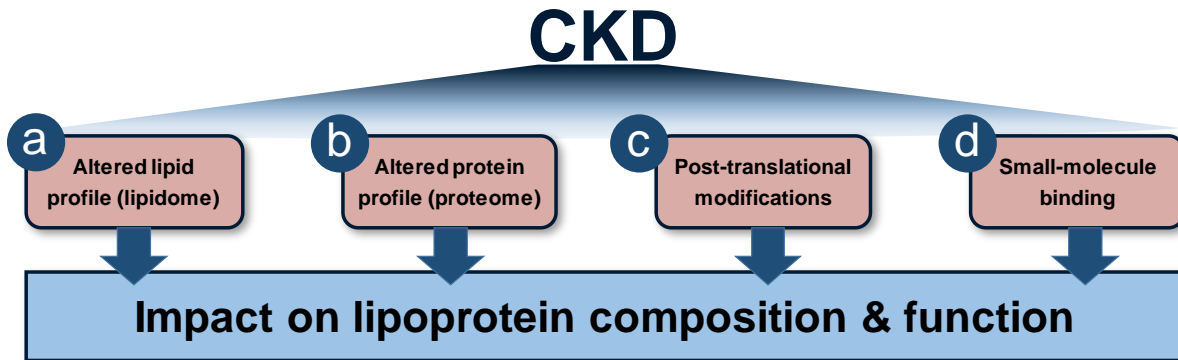 CKD
a
Altered lipid
profile (lipidome)
b
Altered protein
profile (proteome)
c
Post-translational
modifications
d
Small-molecule
binding
Impact on lipoprotein composition & function